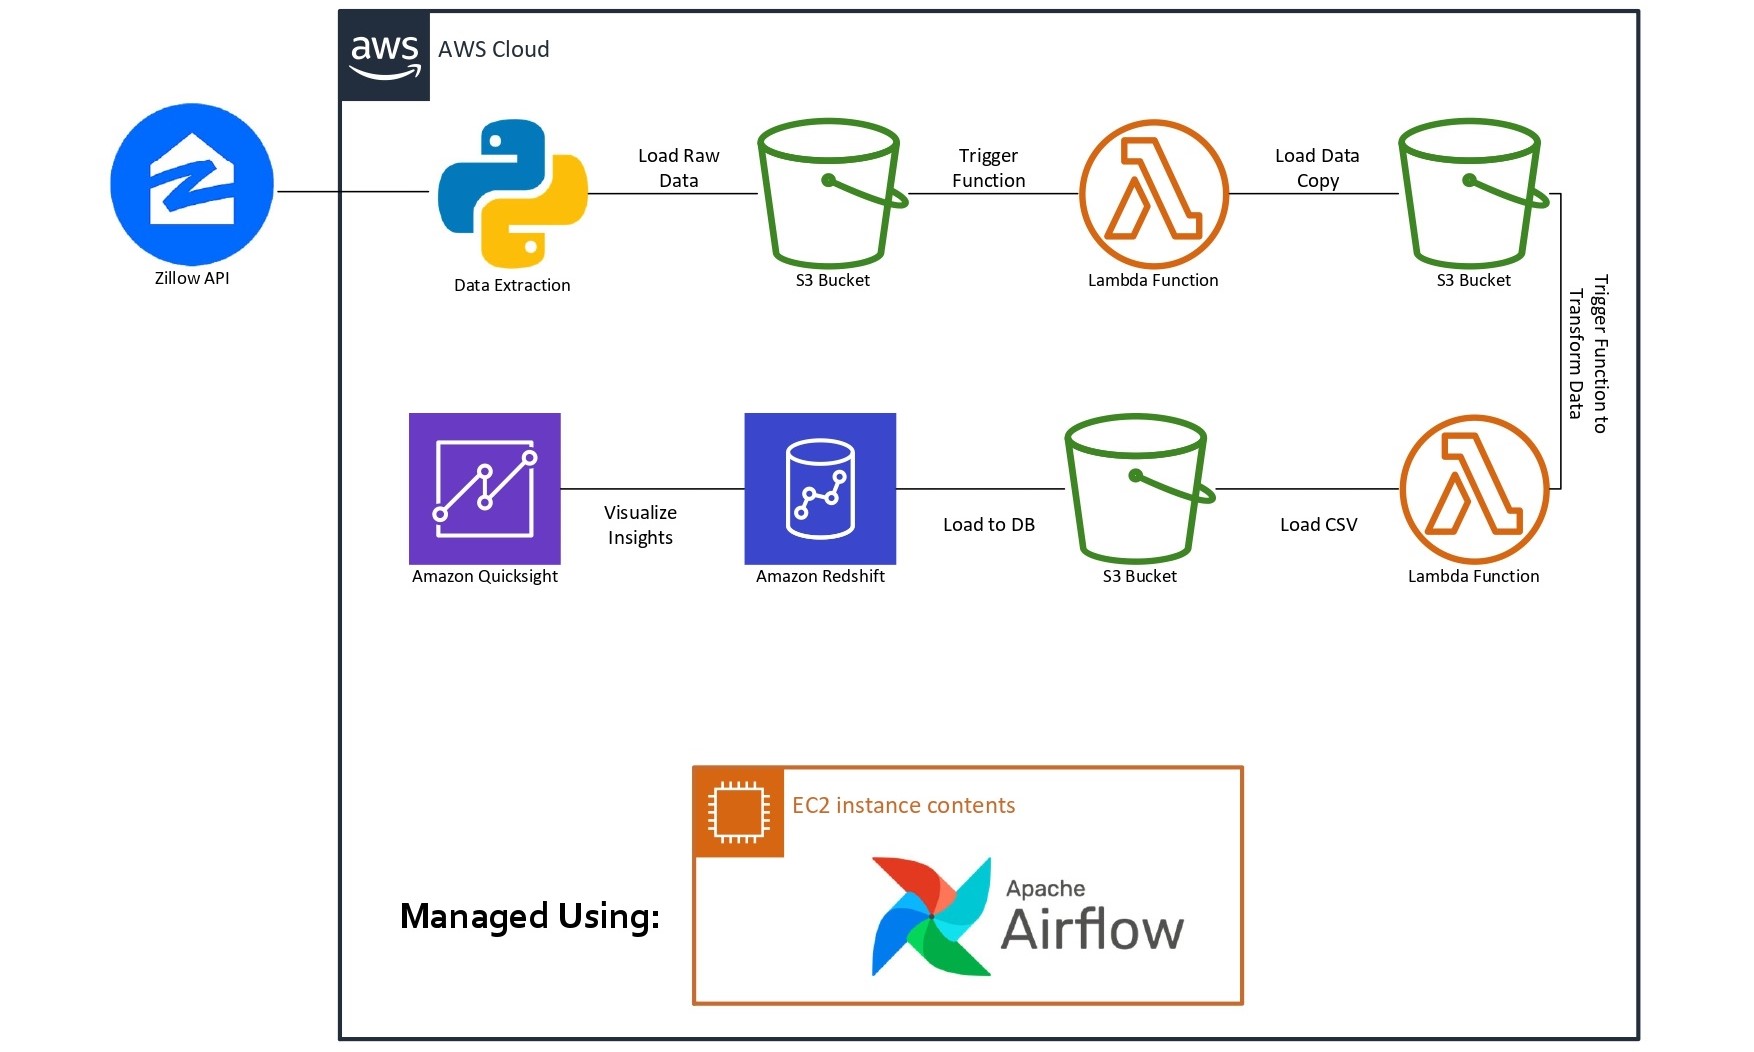 aws
AWS Cloud
Zillow API
Data Extraction
Load Raw
Data
S3 Bucket
Trigger
Function
Lambda Function
Load Data
Copy
S3 Bucket
Trigger Function to
Transform Data
Lambda Function
Load CSV
S3 Bucket
Load to DB
Amazon Redshift
Visualize
Insights
Amazon Quicksight
Managed Using:
EC2 instance contents
Apache
Airflow